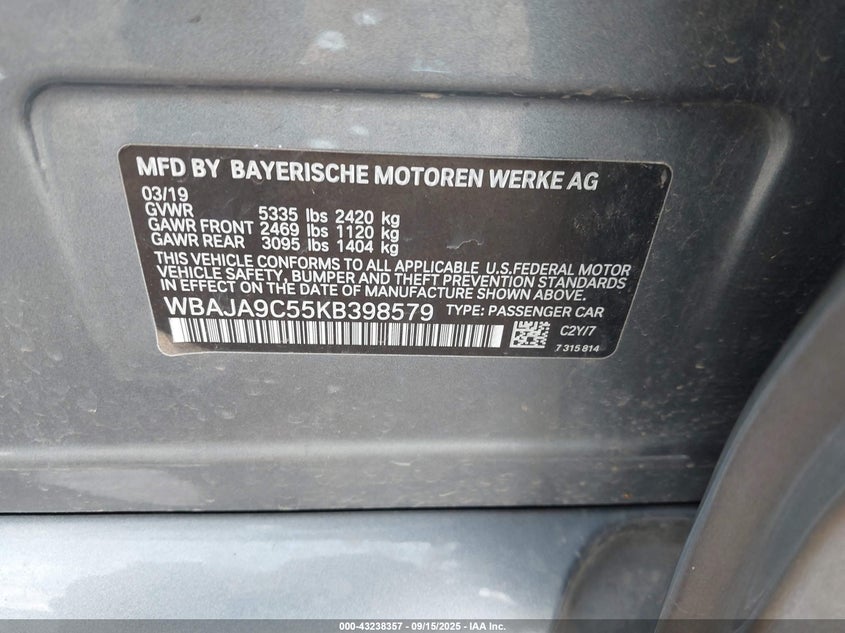 MFD BY BAYERISCHE MOTOREN WERKE AG
03/19
GVWR 5335 lbs 2420 kg
GAWR FRONT 2469 lbs 1120 kg
GAWR REAR 3095 lbs 1404 kg
THIS VEHICLE CONFORMS TO ALL APPLICABLE U.S.FEDERAL MOTOR
VEHICLE SAFETY, BUMPER AND THEFT PREVENTION STANDARDS
IN EFFECT ON THE DATE OF MANUFACTURE SHOWN ABOVE.
WBAJA9C55KB398579 TYPE: PASSENGER CAR
C2Y/7
7 315 814
000-43238357 - 09/15/2025 - IAA Inc.